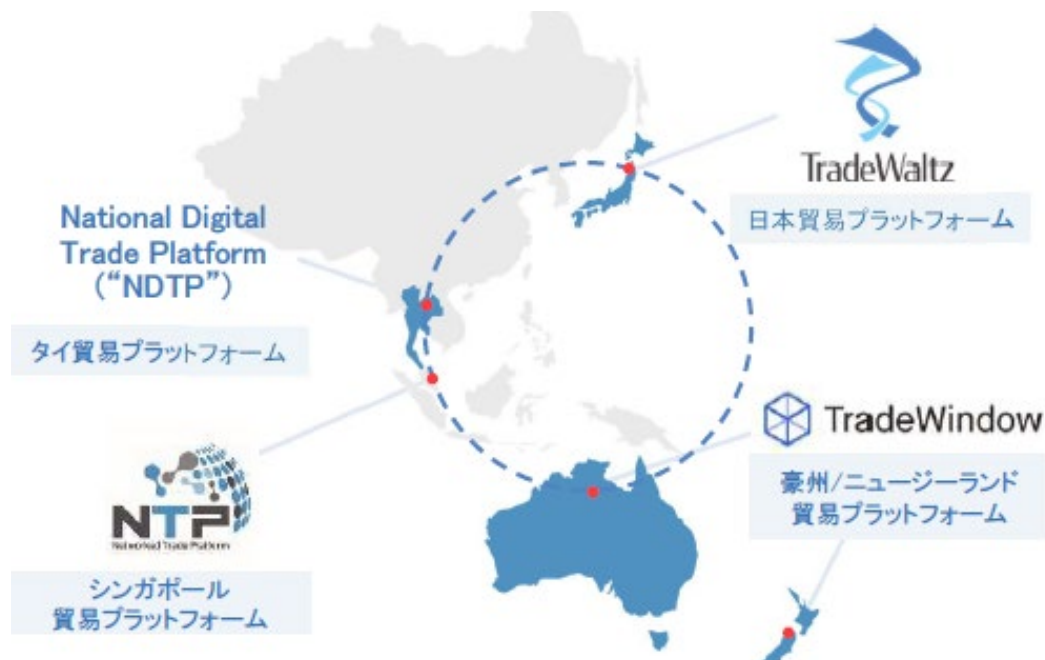 TradeWaltz
日本貿易プラットフォーム
National Digital
Trade Platform
(“NDTP”)
タイ貿易プラットフォーム
NTP
Networked Trade Platform
シンガポール
貿易プラットフォーム
TradeWindow
豪州/ニュージーランド
貿易プラットフォーム